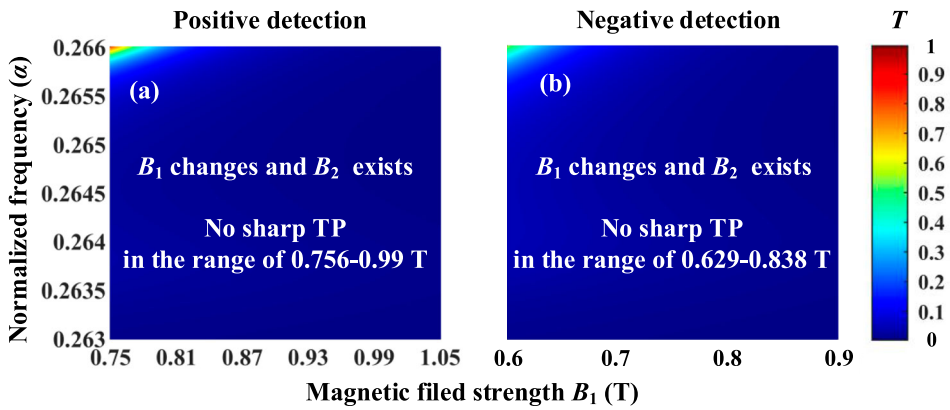 Positive detection
Negative detection
T
Normalized frequency (α)
0.266
0.2655
0.265
0.2645
0.264
0.2635
0.263
(a)
B1 changes and B2 exists
No sharp TP
in the range of 0.756-0.99 T
0.75 0.81 0.87 0.93 0.99 1.05
(b)
B1 changes and B2 exists
No sharp TP
in the range of 0.629-0.838 T
0.6 0.7 0.8 0.9
1
0.9
0.8
0.7
0.6
0.5
0.4
0.3
0.2
0.1
0
Magnetic filed strength B1 (T)